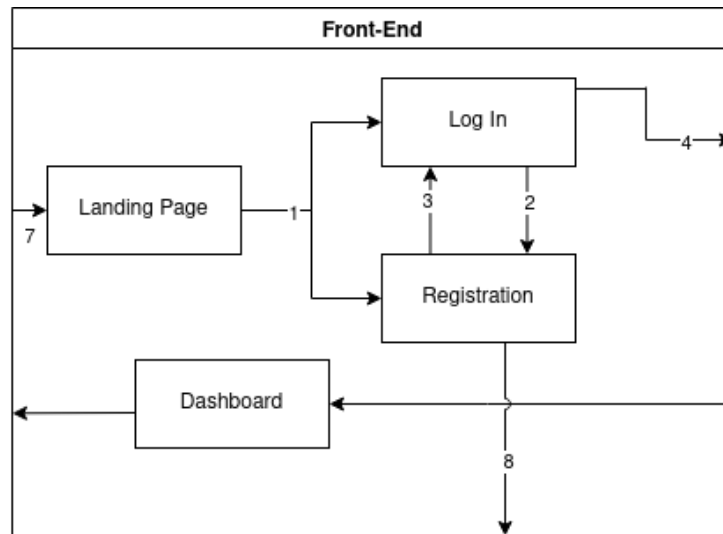 Front-End
Log In
4
Landing Page
1
3
2
7
Registration
Dashboard
8